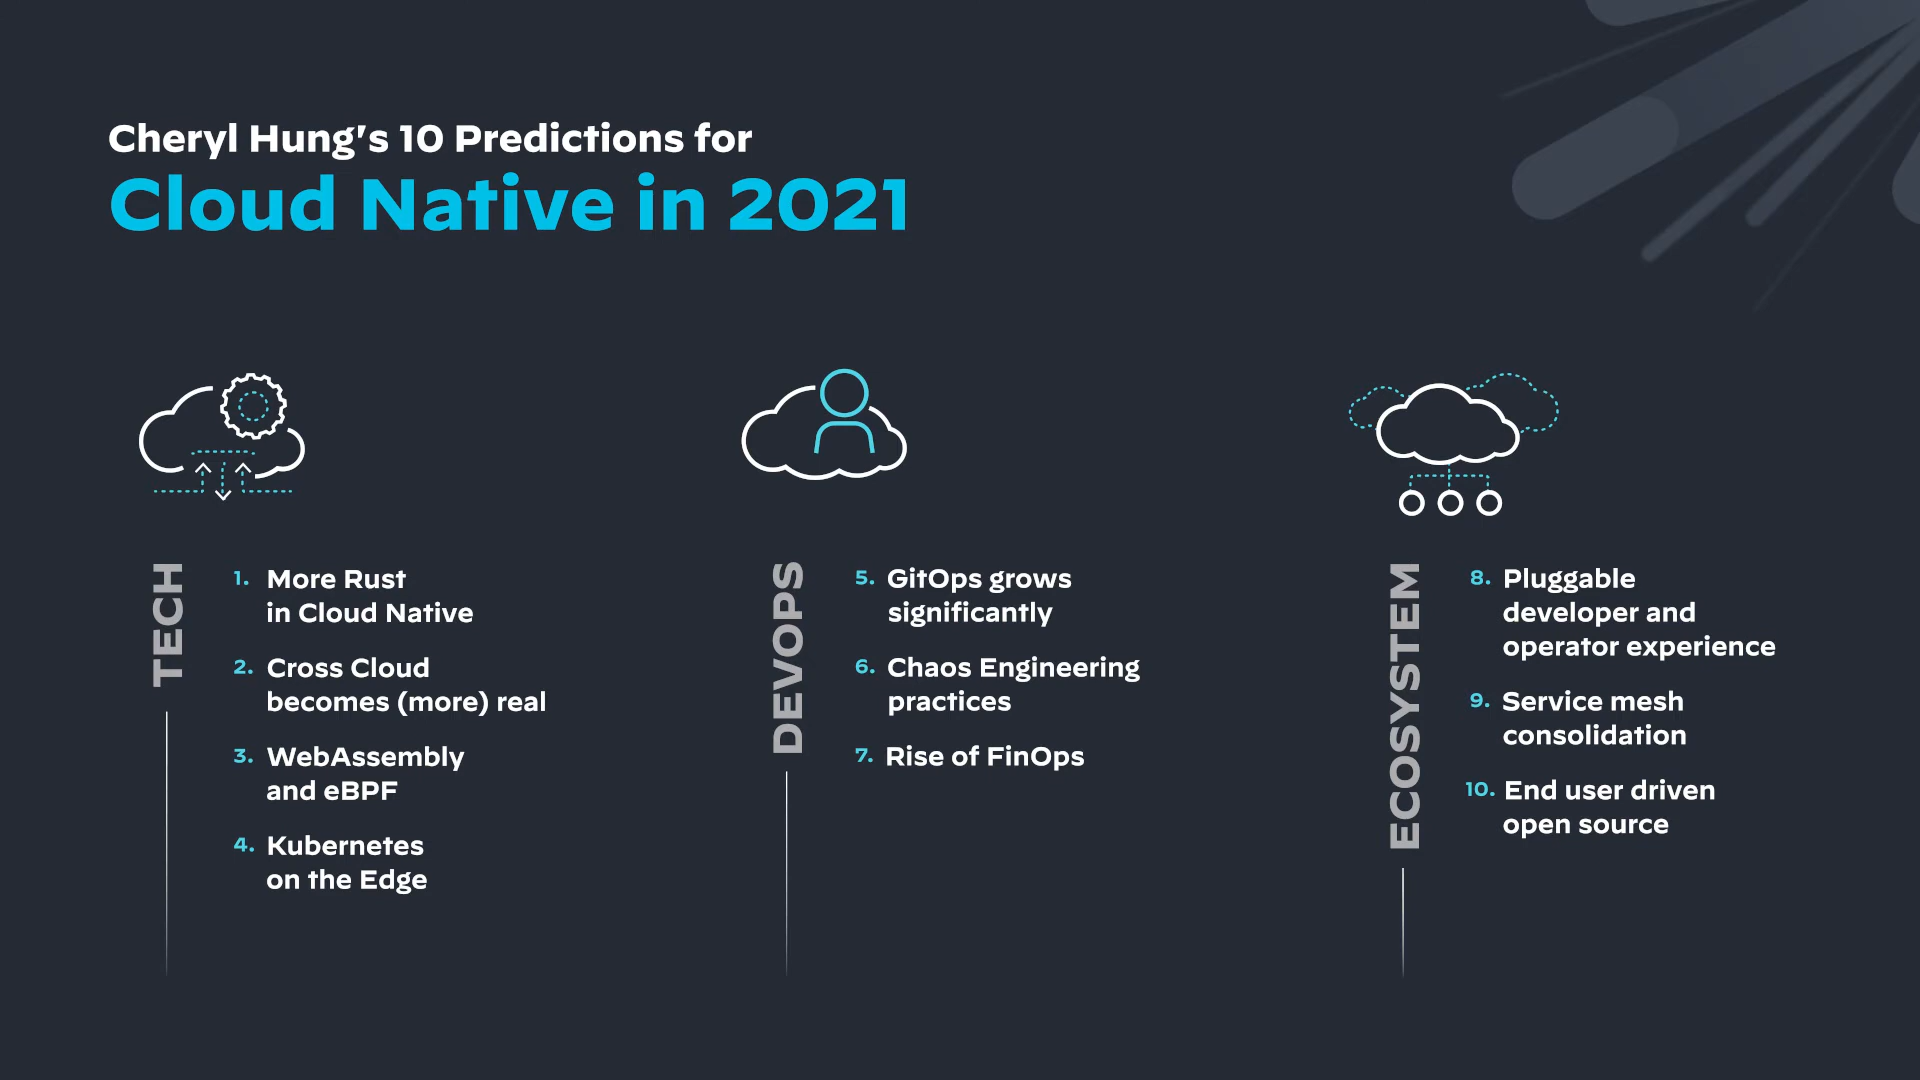 Cheryl Hung's 10 Predictions for
Cloud Native in 2021
TECH
1. More Rust
in Cloud Native
2. Cross Cloud
becomes (more) real
3. WebAssembly
and eBPF
4. Kubernetes
on the Edge
DEVOPS
5. GitOps grows
significantly
6. Chaos Engineering
practices
7. Rise of FinOps
ECOSYSTEM
8. Pluggable
developer and
operator experience
9. Service mesh
consolidation
10. End user driven
open source